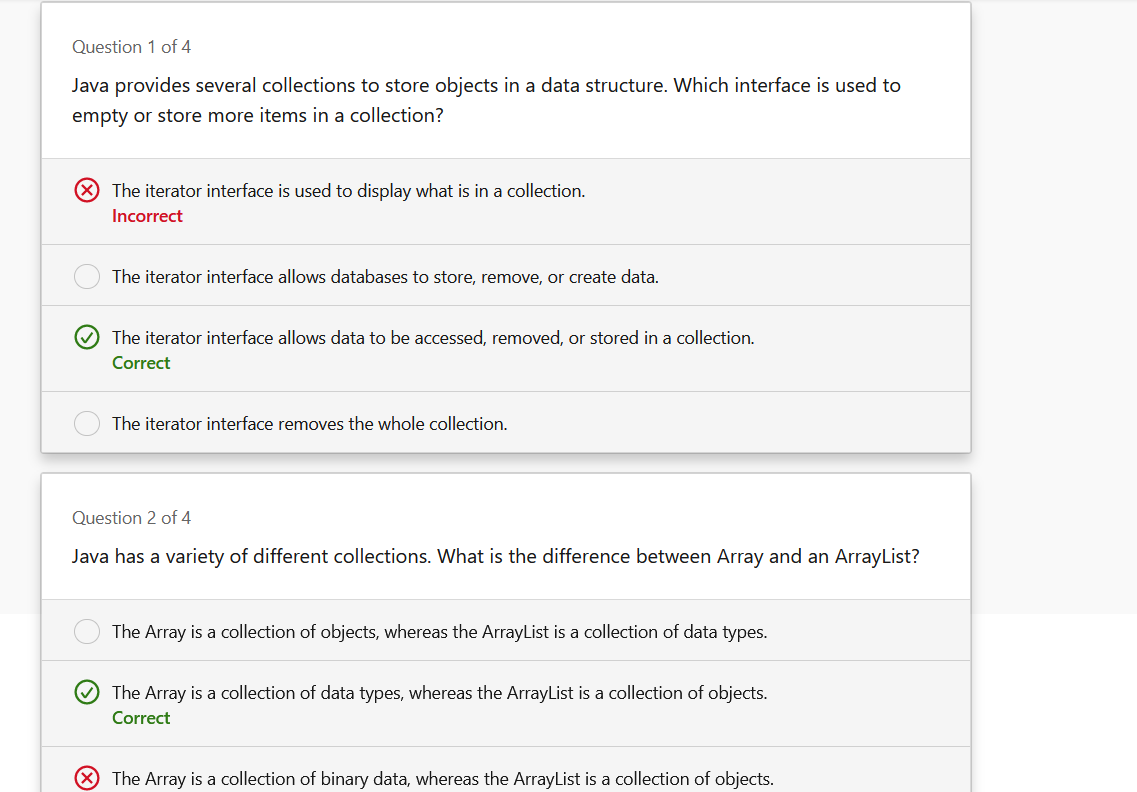 Question 1 of 4
Java provides several collections to store objects in a data structure. Which interface is used to
empty or store more items in a collection?
The iterator interface is used to display what is in a collection.
Incorrect
The iterator interface allows databases to store, remove, or create data.
The iterator interface allows data to be accessed, removed, or stored in a collection.
Correct
The iterator interface removes the whole collection.
Question 2 of 4
Java has a variety of different collections. What is the difference between Array and an ArrayList?
The Array is a collection of objects, whereas the ArrayList is a collection of data types.
The Array is a collection of data types, whereas the ArrayList is a collection of objects.
Correct
The Array is a collection of binary data, whereas the ArrayList is a collection of objects.